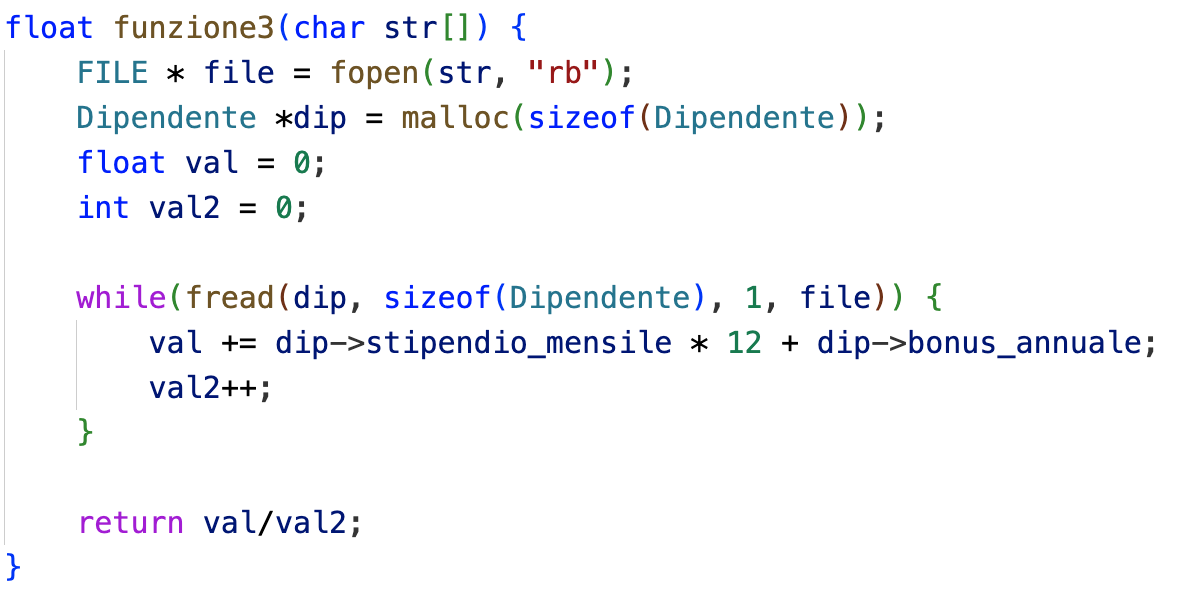 float funzione3(char str[]) {
    FILE * file = fopen(str, "rb");
    Dipendente *dip = malloc(sizeof(Dipendente));
    float val = 0;
    int val2 = 0;

    while(fread(dip, sizeof(Dipendente), 1, file)) {
        val += dip->stipendio_mensile * 12 + dip->bonus_annuale;
        val2++;
    }

    return val/val2;
}